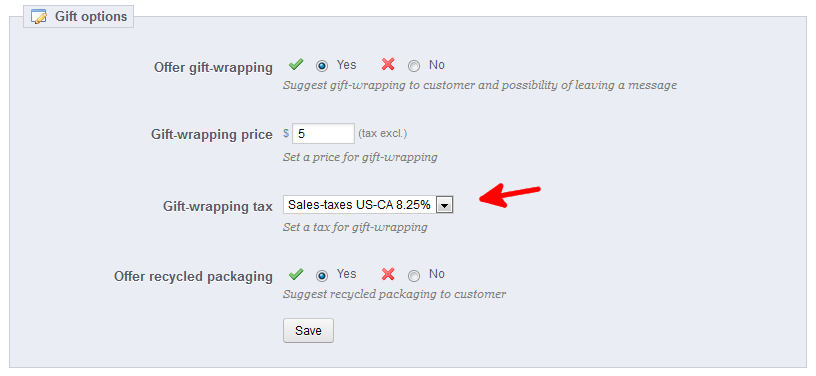 Gift options
Offer gift-wrapping Yes No
Suggest gift-wrapping to customer and possibility of leaving a message
Gift-wrapping price $ 5 (tax excl.)
Set a price for gift-wrapping
Gift-wrapping tax Sales-taxes US-CA 8.25%
Set a tax for gift-wrapping
Offer recycled packaging Yes No
Suggest recycled packaging to customer
Save